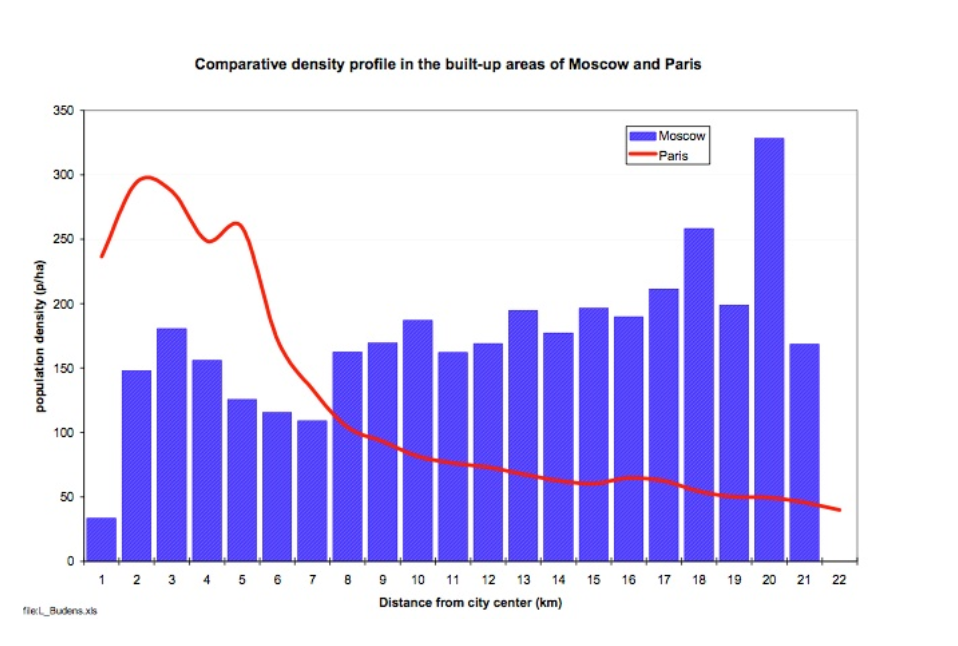 Comparative density profile in the built-up areas of Moscow and Paris
350
300
250
200
150
100
50
0
population density (p/ha)
Moscow
Paris
1 2 3 4 5 6 7 8 9 10 11 12 13 14 15 16 17 18 19 20 21 22
Distance from city center (km)
file:L_Budens.xls